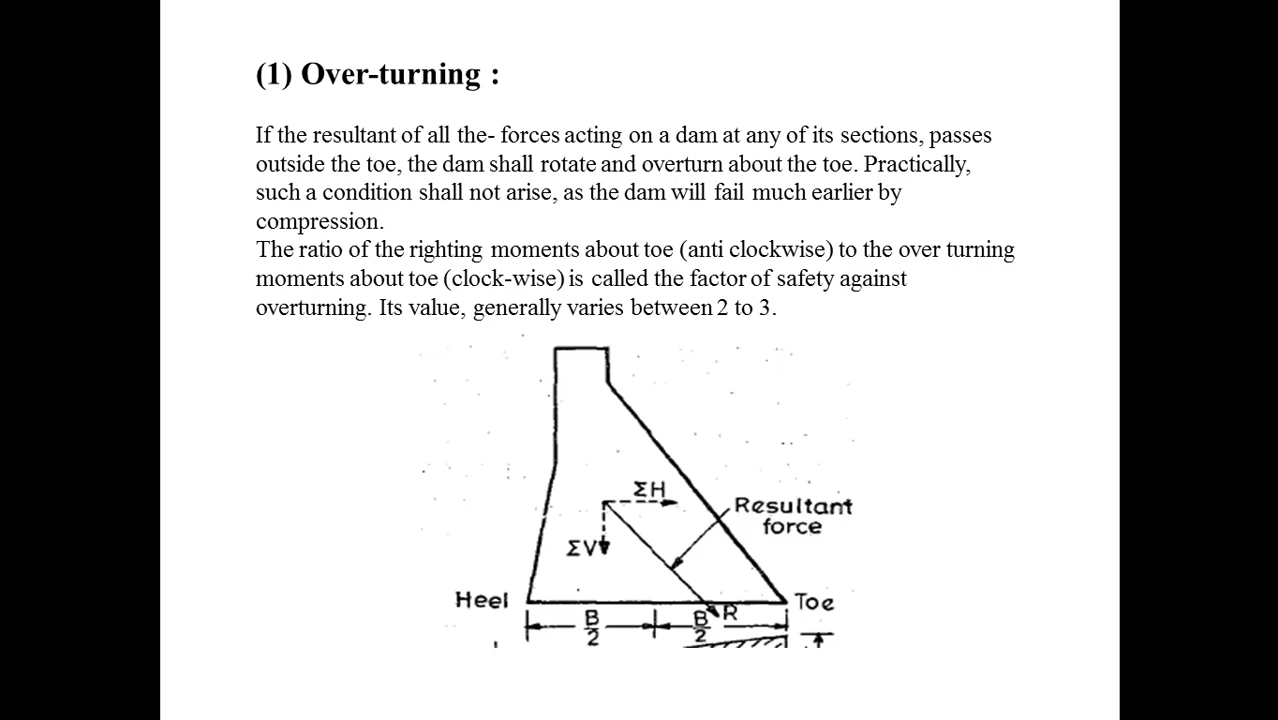 (1) Over-turning :
If the resultant of all the- forces acting on a dam at any of its sections, passes
outside the toe, the dam shall rotate and overturn about the toe. Practically,
such a condition shall not arise, as the dam will fail much earlier by
compression.
The ratio of the righting moments about toe (anti clockwise) to the over turning
moments about toe (clock-wise) is called the factor of safety against
overturning. Its value, generally varies between 2 to 3.
ΣH
Resultant
force
ΣV
Heel
Toe
B/2
B/2
R